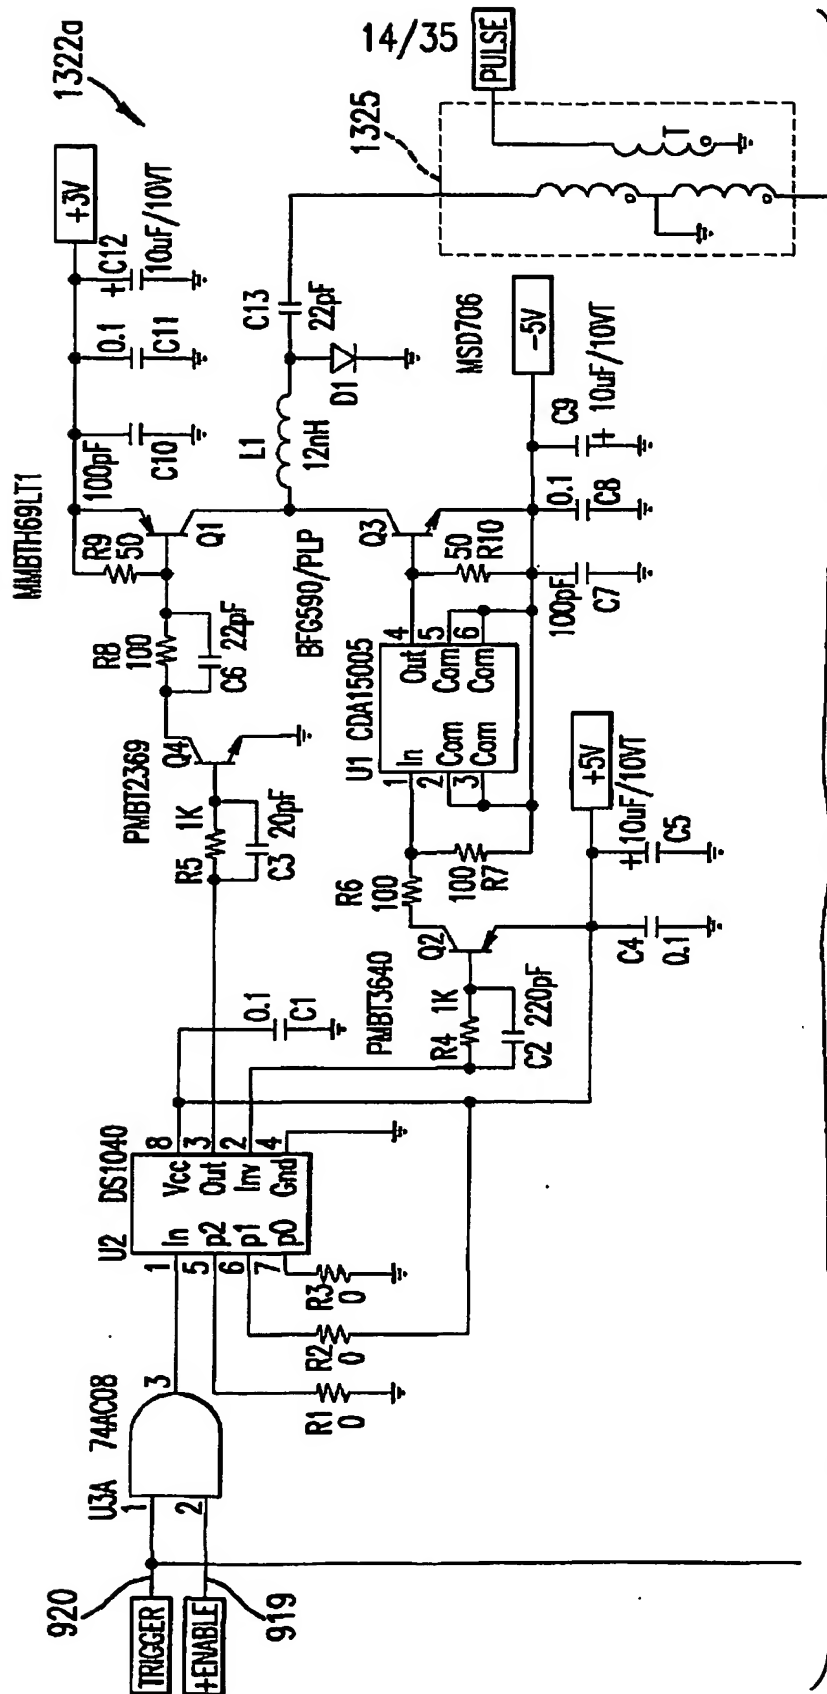 14/35
1322a
+3V
PULSE
1325
T
C12
+
10uF/10VT
0.1
C11
100pF
C10
MMBTH69LT1
R9
50
Q1
L1
12nH
D1
C13
22pF
MSD706
-5V
C9
10uF/10VT
+
0.1
C8
100pF
C7
Q3
50
R10
BFG590/PLP
R8
100
22pF
C6
Q4
PMBT2369
R5
1K
C3
20pF
U1 CDA15005
In
Out
Com
Com
Com
Com
1
2
3
4
5
6
R6
100
100
R7
Q2
PMBT3640
R4
1K
C2
220pF
+5V
+
10uF/10VT
C5
C4
0.1
0.1
C1
U2 DS1040
In
p2
p1
p0
Vcc
Out
Inv
Gnd
1
5
6
7
8
3
2
4
R3
0
R2
0
R1
0
U3A 74AC08
1
2
3
920
TRIGGER
+ENABLE
919